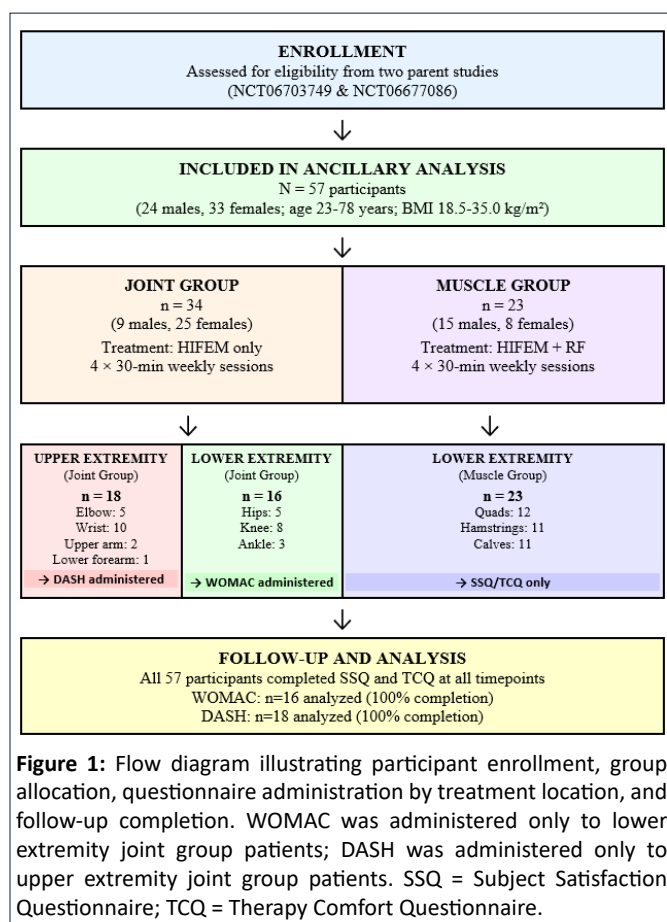 ENROLLMENT
Assessed for eligibility from two parent studies
(NCT06703749 & NCT06677086)
↓
INCLUDED IN ANCILLARY ANALYSIS
N = 57 participants
(24 males, 33 females; age 23-78 years; BMI 18.5-35.0 kg/m²)
↓
JOINT GROUP
n = 34
(9 males, 25 females)
Treatment: HIFEM only
4 × 30-min weekly sessions
MUSCLE GROUP
n = 23
(15 males, 8 females)
Treatment: HIFEM + RF
4 × 30-min weekly sessions
↓
↓
UPPER EXTREMITY
(Joint Group)
n = 18
Elbow: 5
Wrist: 10
Upper arm: 2
Lower forearm: 1
→ DASH administered
LOWER EXTREMITY
(Joint Group)
n = 16
Hips: 5
Knee: 8
Ankle: 3
→ WOMAC administered
LOWER EXTREMITY
(Muscle Group)
n = 23
Quads: 12
Hamstrings: 11
Calves: 11
→ SSQ/TCQ only
↓
FOLLOW-UP AND ANALYSIS
All 57 participants completed SSQ and TCQ at all timepoints
WOMAC: n=16 analyzed (100% completion)
DASH: n=18 analyzed (100% completion)
Figure 1: Flow diagram illustrating participant enrollment, group
allocation, questionnaire administration by treatment location, and
follow-up completion. WOMAC was administered only to lower
extremity joint group patients; DASH was administered only to
upper extremity joint group patients. SSQ = Subject Satisfaction
Questionnaire; TCQ = Therapy Comfort Questionnaire.